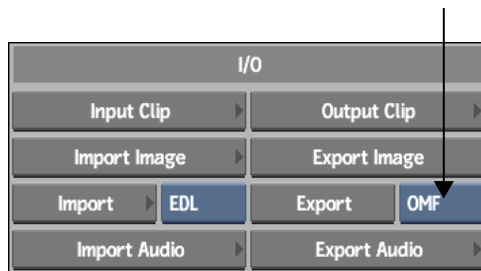 I/O
Input Clip Output Clip
Import Image Export Image
Import EDL Export OMF
Import Audio Export Audio